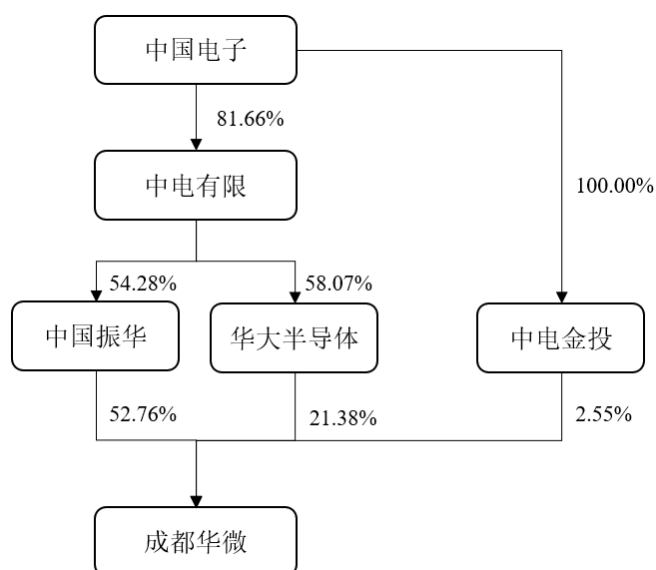 中国电子
81.66%
中电有限
100.00%
54.28%
58.07%
中国振华
华大半导体
中电金投
52.76%
21.38%
2.55%
成都华微